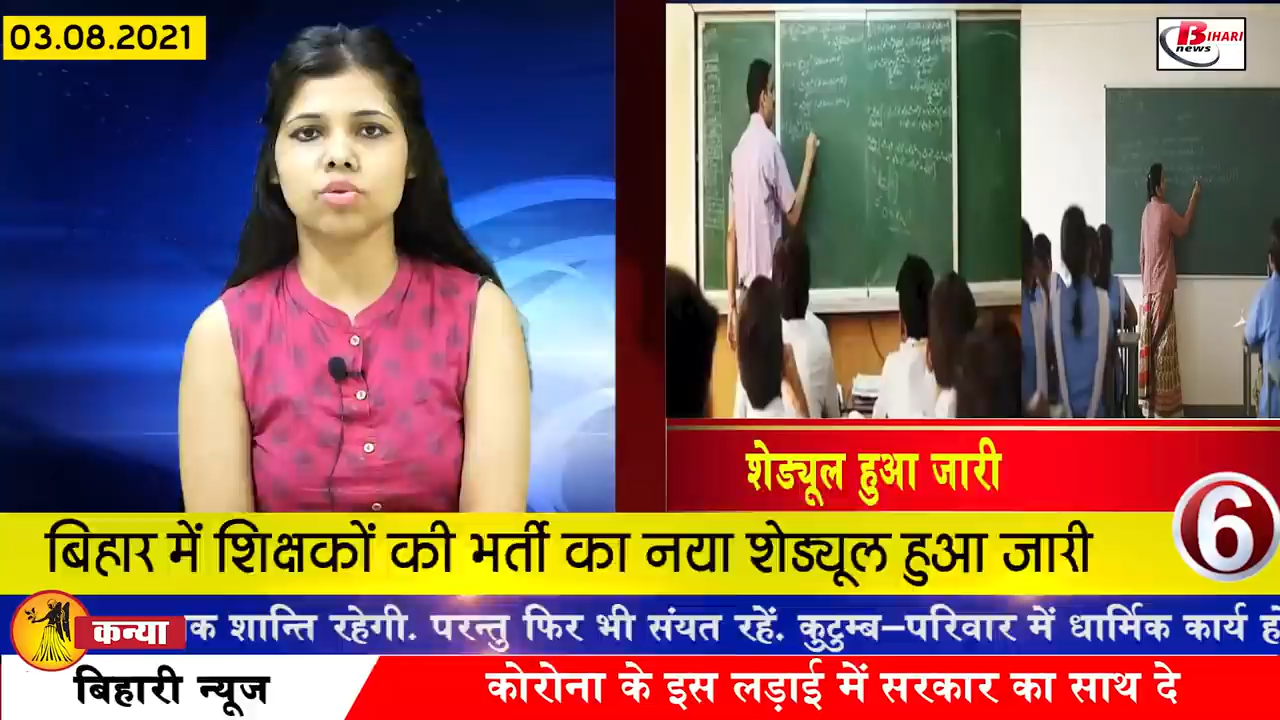 03.08.2021
BIHARI
news
शेड्यूल हुआ जारी
6
बिहार में शिक्षकों की भर्ती का नया शेड्यूल हुआ जारी
कन्या
क शान्ति रहेगी. परन्तु फिर भी संयत रहें. कुटुम्ब–परिवार में धार्मिक कार्य हो
बिहारी न्यूज
कोरोना के इस लड़ाई में सरकार का साथ दे